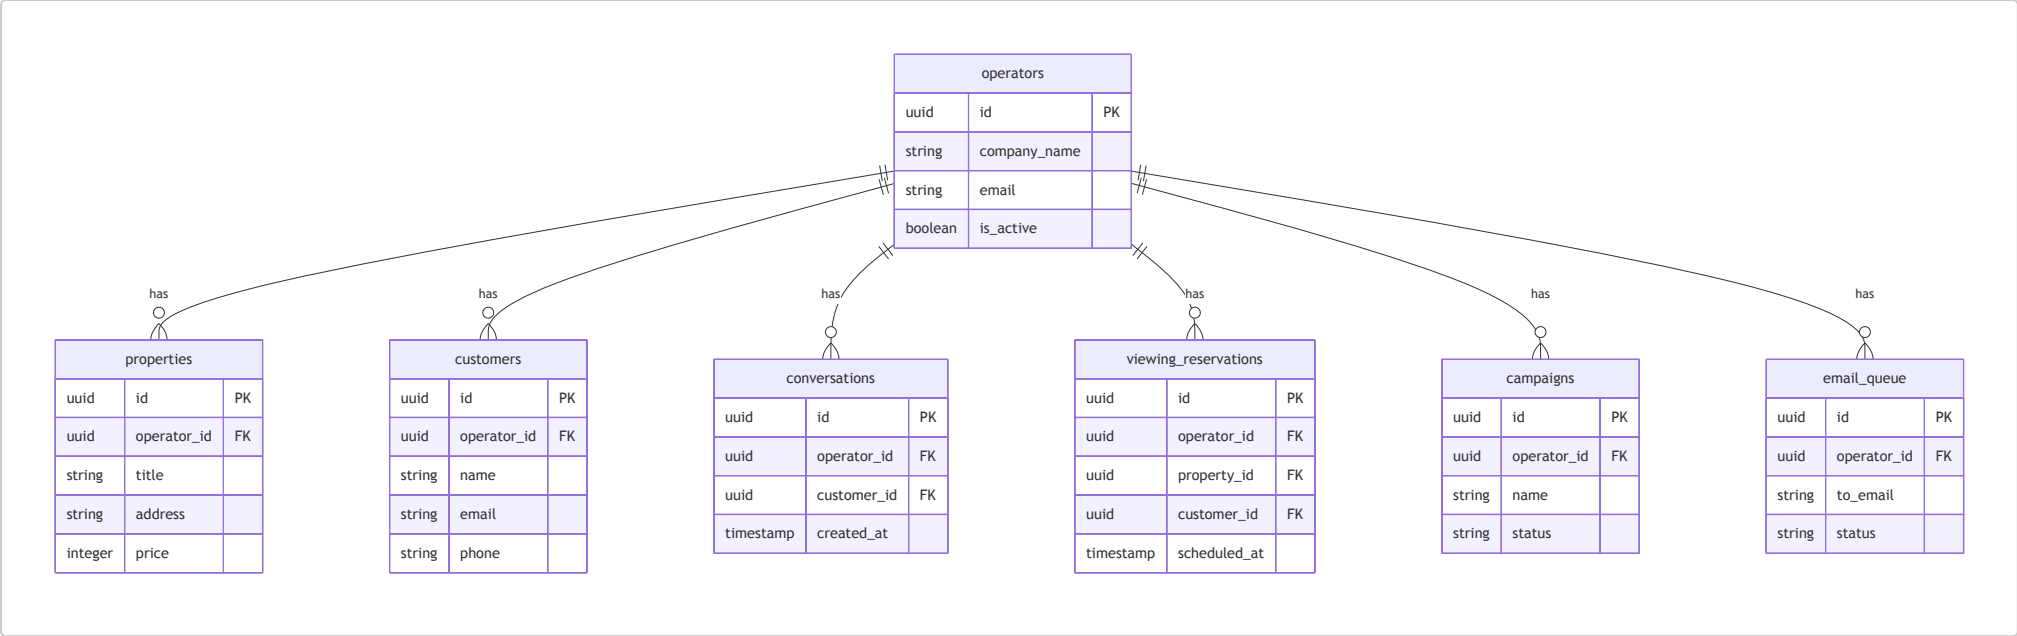 operators
uuid id PK
string company_name
string email
boolean is_active
has has has has has has
properties
uuid id PK
uuid operator_id FK
string title
string address
integer price
customers
uuid id PK
uuid operator_id FK
string name
string email
string phone
conversations
uuid id PK
uuid operator_id FK
uuid customer_id FK
timestamp created_at
viewing_reservations
uuid id PK
uuid operator_id FK
uuid property_id FK
uuid customer_id FK
timestamp scheduled_at
campaigns
uuid id PK
uuid operator_id FK
string name
string status
email_queue
uuid id PK
uuid operator_id FK
string to_email
string status